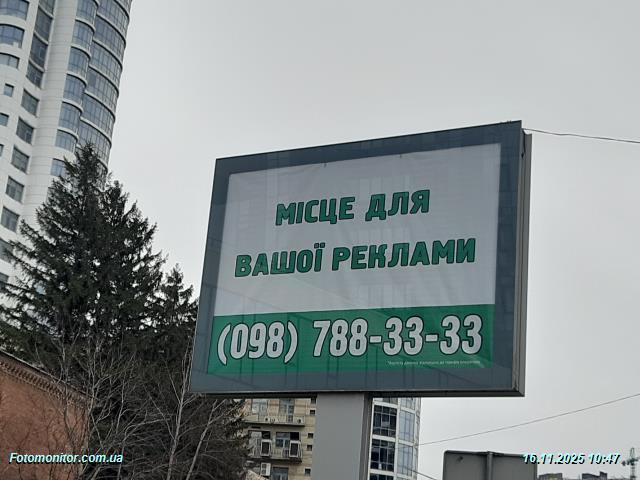 МІСЦЕ ДЛЯ
ВАШОЇ РЕКЛАМИ
(098) 788-33-33
Fotomonitor.com.ua
16.11.2025 10:47